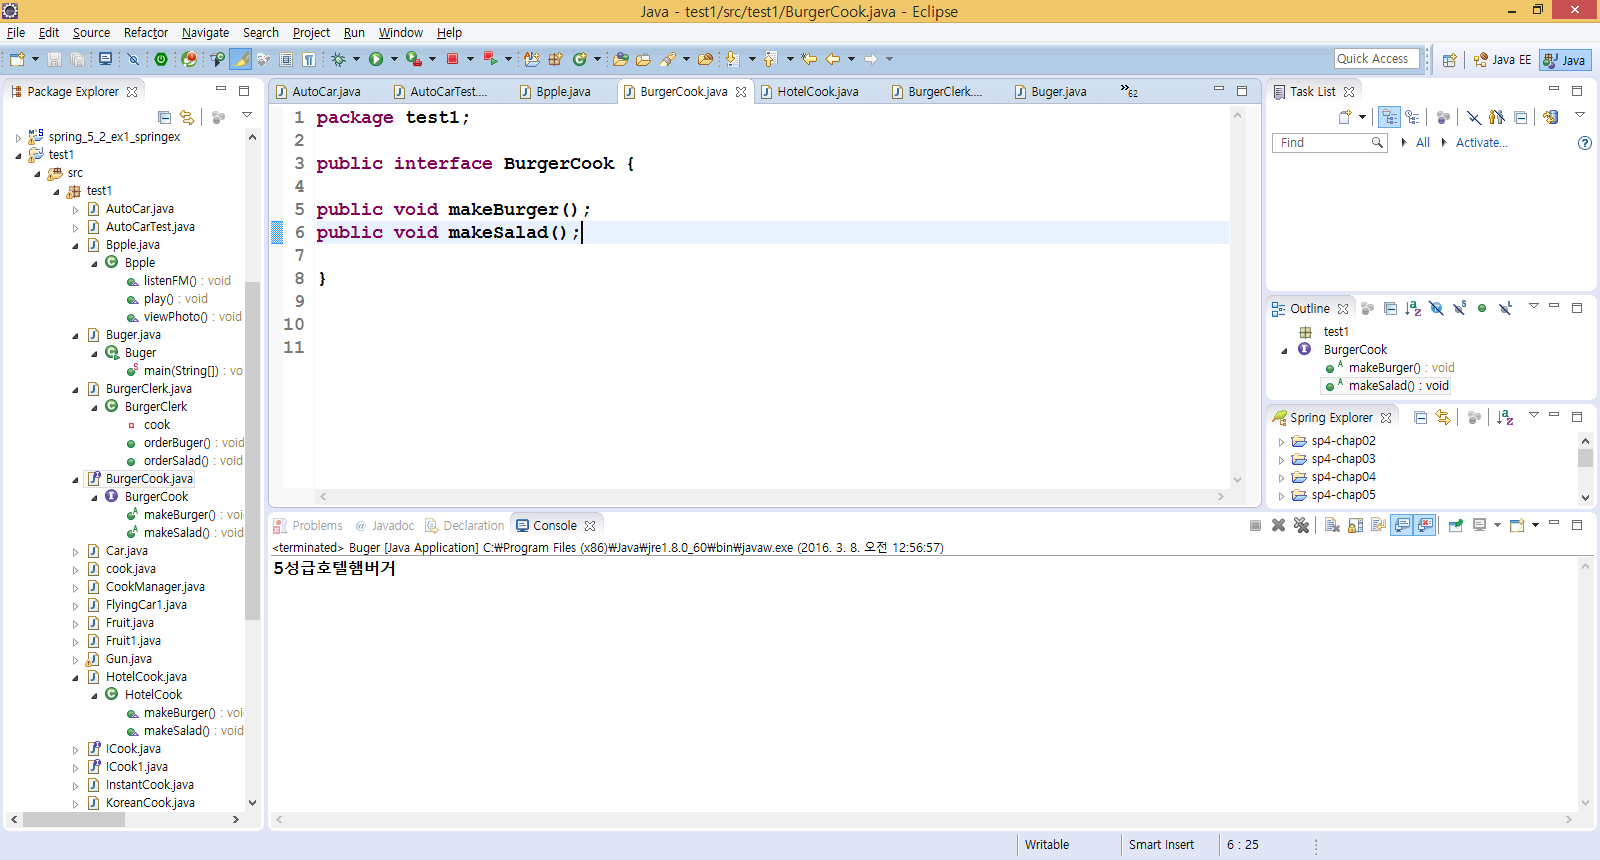 Java - test1/src/test1/BurgerCook.java - Eclipse
File Edit Source Refactor Navigate Search Project Run Window Help
Quick Access Java EE Java
Package Explorer
spring_5_2_ex1_springex
test1
src
test1
AutoCar.java
AutoCarTest.java
Bpple.java
Bpple
listenFM() : void
play() : void
viewPhoto() : void
Buger.java
Buger
main(String[]) : vo
BurgerClerk.java
BurgerClerk
cook
orderBuger() : void
orderSalad() : void
BurgerCook.java
BurgerCook
makeBurger() : voi
makeSalad() : void
Car.java
cook.java
CookManager.java
FlyingCar1.java
Fruit.java
Fruit1.java
Gun.java
HotelCook.java
HotelCook
makeBurger() : voi
makeSalad() : void
ICook.java
ICook1.java
InstantCook.java
KoreanCook.java
AutoCar.java AutoCarTest.... Bpple.java BurgerCook.java HotelCook.java BurgerClerk.... Buger.java »62
1 package test1;
2
3 public interface BurgerCook {
4
5 public void makeBurger();
6 public void makeSalad();
7
8 }
9
10
11
Task List
Find All Activate...
Outline
test1
BurgerCook
makeBurger() : void
makeSalad() : void
Spring Explorer
sp4-chap02
sp4-chap03
sp4-chap04
sp4-chap05
Problems Javadoc Declaration Console
<terminated> Buger [Java Application] C:₩Program Files (x86)₩Java₩jre1.8.0_60₩bin₩javaw.exe (2016. 3. 8. 오전 12:56:57)
5성급호텔햄버거
Writable Smart Insert 6 : 25